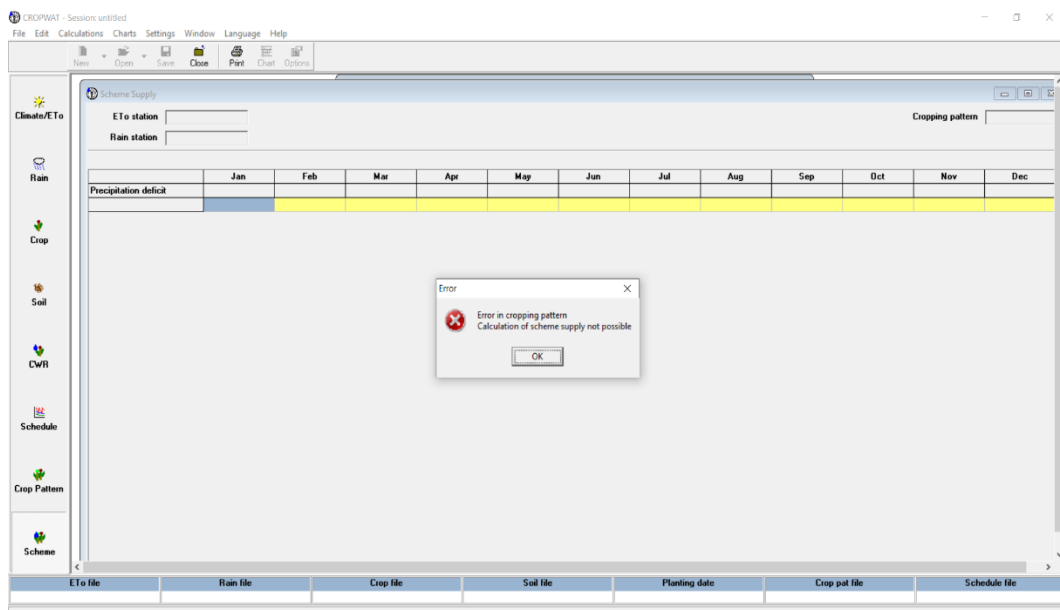 CROPWAT - Session: untitled
File Edit Calculations Charts Settings Window Language Help
New Open Save Close Print Chart Options
Climate/ETo
Rain
Crop
Soil
CWR
Schedule
Crop Pattern
Scheme
Scheme Supply
ETo station
Cropping pattern
Rain station
Jan Feb Mar Apr May Jun Jul Aug Sep Oct Nov Dec
Precipitation deficit
Error
Error in cropping pattern
Calculation of scheme supply not possible
OK
ETo file Rain file Crop file Soil file Planting date Crop pat file Schedule file